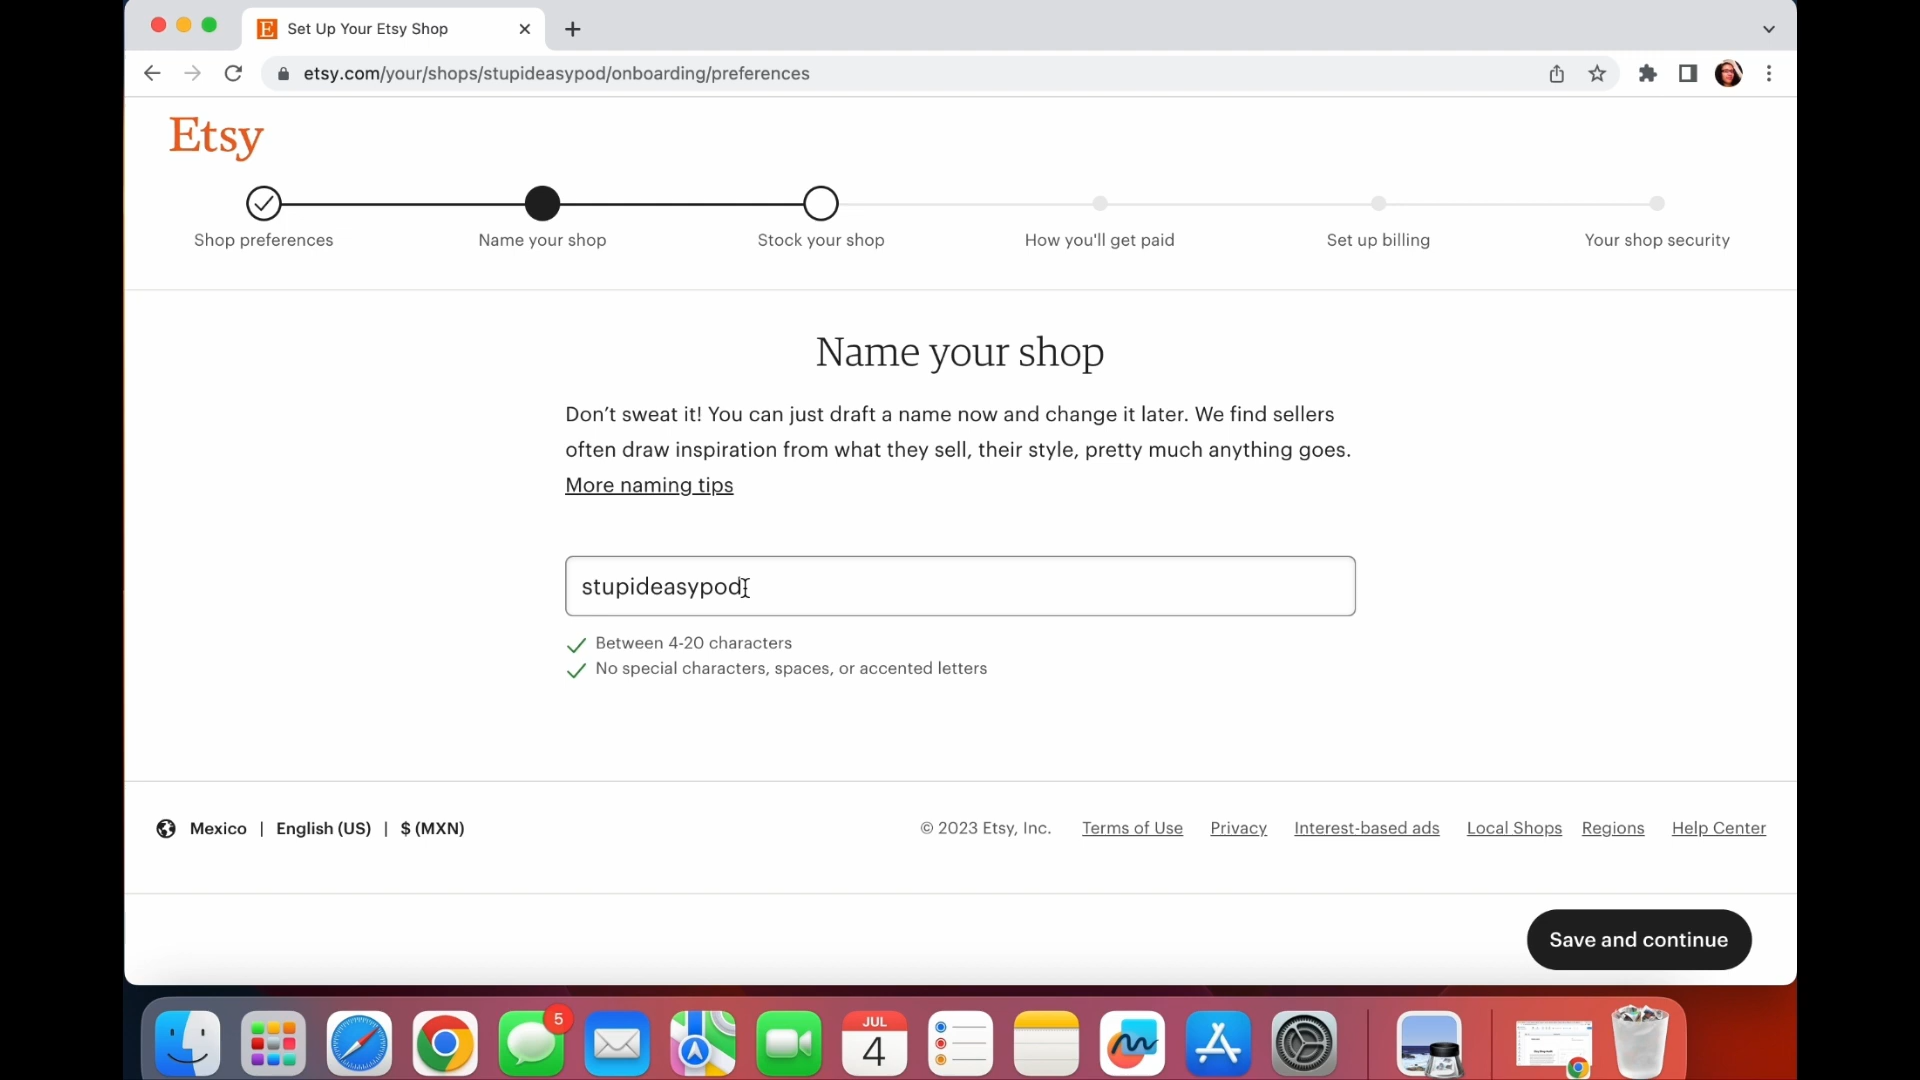 Set Up Your Etsy Shop
etsy.com/your/shops/stupideasypod/onboarding/preferences
Etsy
Shop preferences
Name your shop
Stock your shop
How you'll get paid
Set up billing
Your shop security
Name your shop
Don’t sweat it! You can just draft a name now and change it later. We find sellers
often draw inspiration from what they sell, their style, pretty much anything goes.
More naming tips
stupideasypod
Between 4-20 characters
No special characters, spaces, or accented letters
Mexico | English (US) | $ (MXN)
© 2023 Etsy, Inc. Terms of Use Privacy Interest-based ads Local Shops Regions Help Center
Save and continue
5
JUL
4